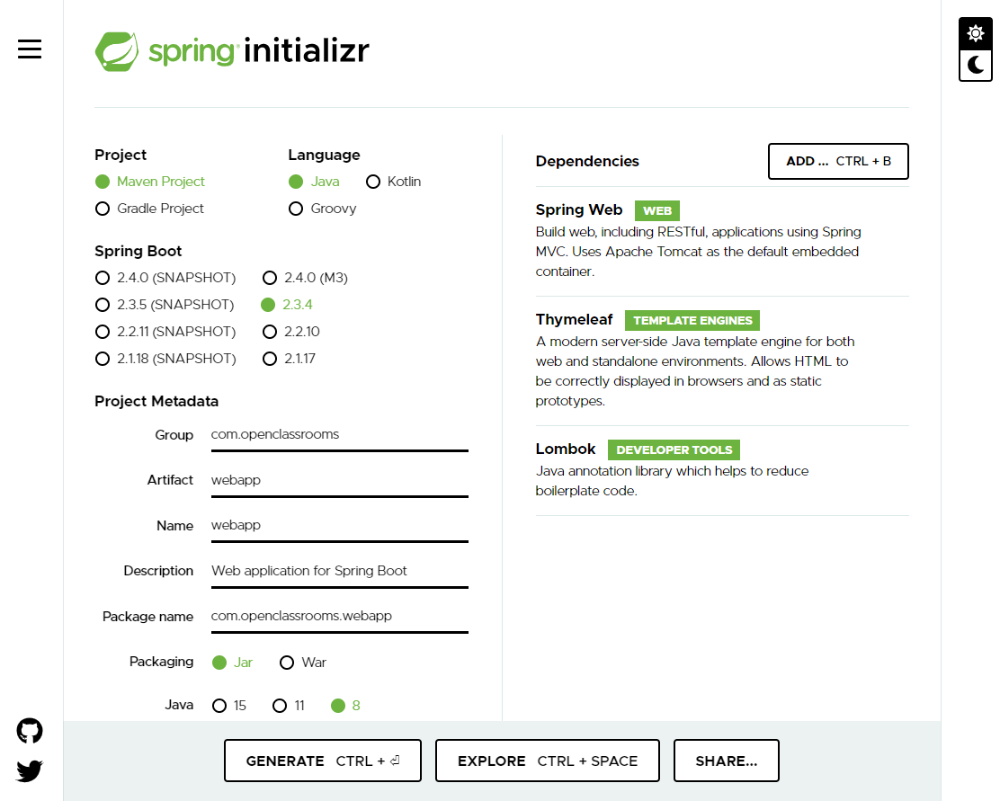 spring initializr
Project
Maven Project
Gradle Project
Language
Java Kotlin
Groovy
Spring Boot
2.4.0 (SNAPSHOT) 2.4.0 (M3)
2.3.5 (SNAPSHOT) 2.3.4
2.2.11 (SNAPSHOT) 2.2.10
2.1.18 (SNAPSHOT) 2.1.17
Project Metadata
Group com.openclassrooms
Artifact webapp
Name webapp
Description Web application for Spring Boot
Package name com.openclassrooms.webapp
Packaging Jar War
Java 15 11 8
Dependencies ADD ... CTRL + B
Spring Web WEB
Build web, including RESTful, applications using Spring
MVC. Uses Apache Tomcat as the default embedded
container.
Thymeleaf TEMPLATE ENGINES
A modern server-side Java template engine for both
web and standalone environments. Allows HTML to
be correctly displayed in browsers and as static
prototypes.
Lombok DEVELOPER TOOLS
Java annotation library which helps to reduce
boilerplate code.
GENERATE CTRL + ⏎ EXPLORE CTRL + SPACE SHARE...